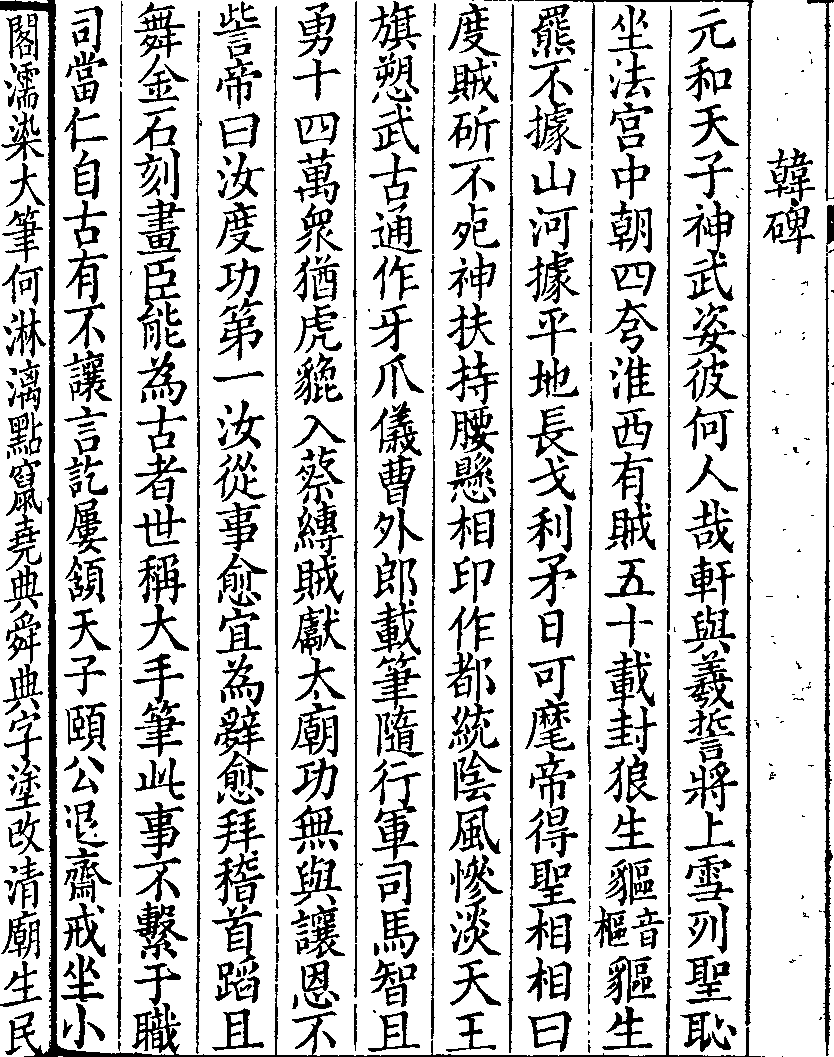 韓碑
元和天子神武姿彼何人哉軒與羲誓將上雪列聖恥
坐法宫中朝四夸淮西有賊五十載封狼生貙音樞貙生
羆不據山河據平地長戈利矛日可麾帝得聖相相曰
度賊斫不死神扶持腰懸相印作都統陰風慘淡天王
旗愬武古通作牙爪儀曹外郎載筆隨行軍司馬智且
勇十四萬衆猶虎貔入蔡縛賊獻太廟功無與讓恩不
訾帝曰汝度功第一汝從事愈宜為辭愈拜稽首蹈且
舞金石刻畫臣能為古者世稱大手筆此事不繫于職
司當仁自古有不讓言訖屢頷天子頤公退齋戒坐小
閣濡染大筆何淋漓點竄堯典舜典字塗改清廟生民